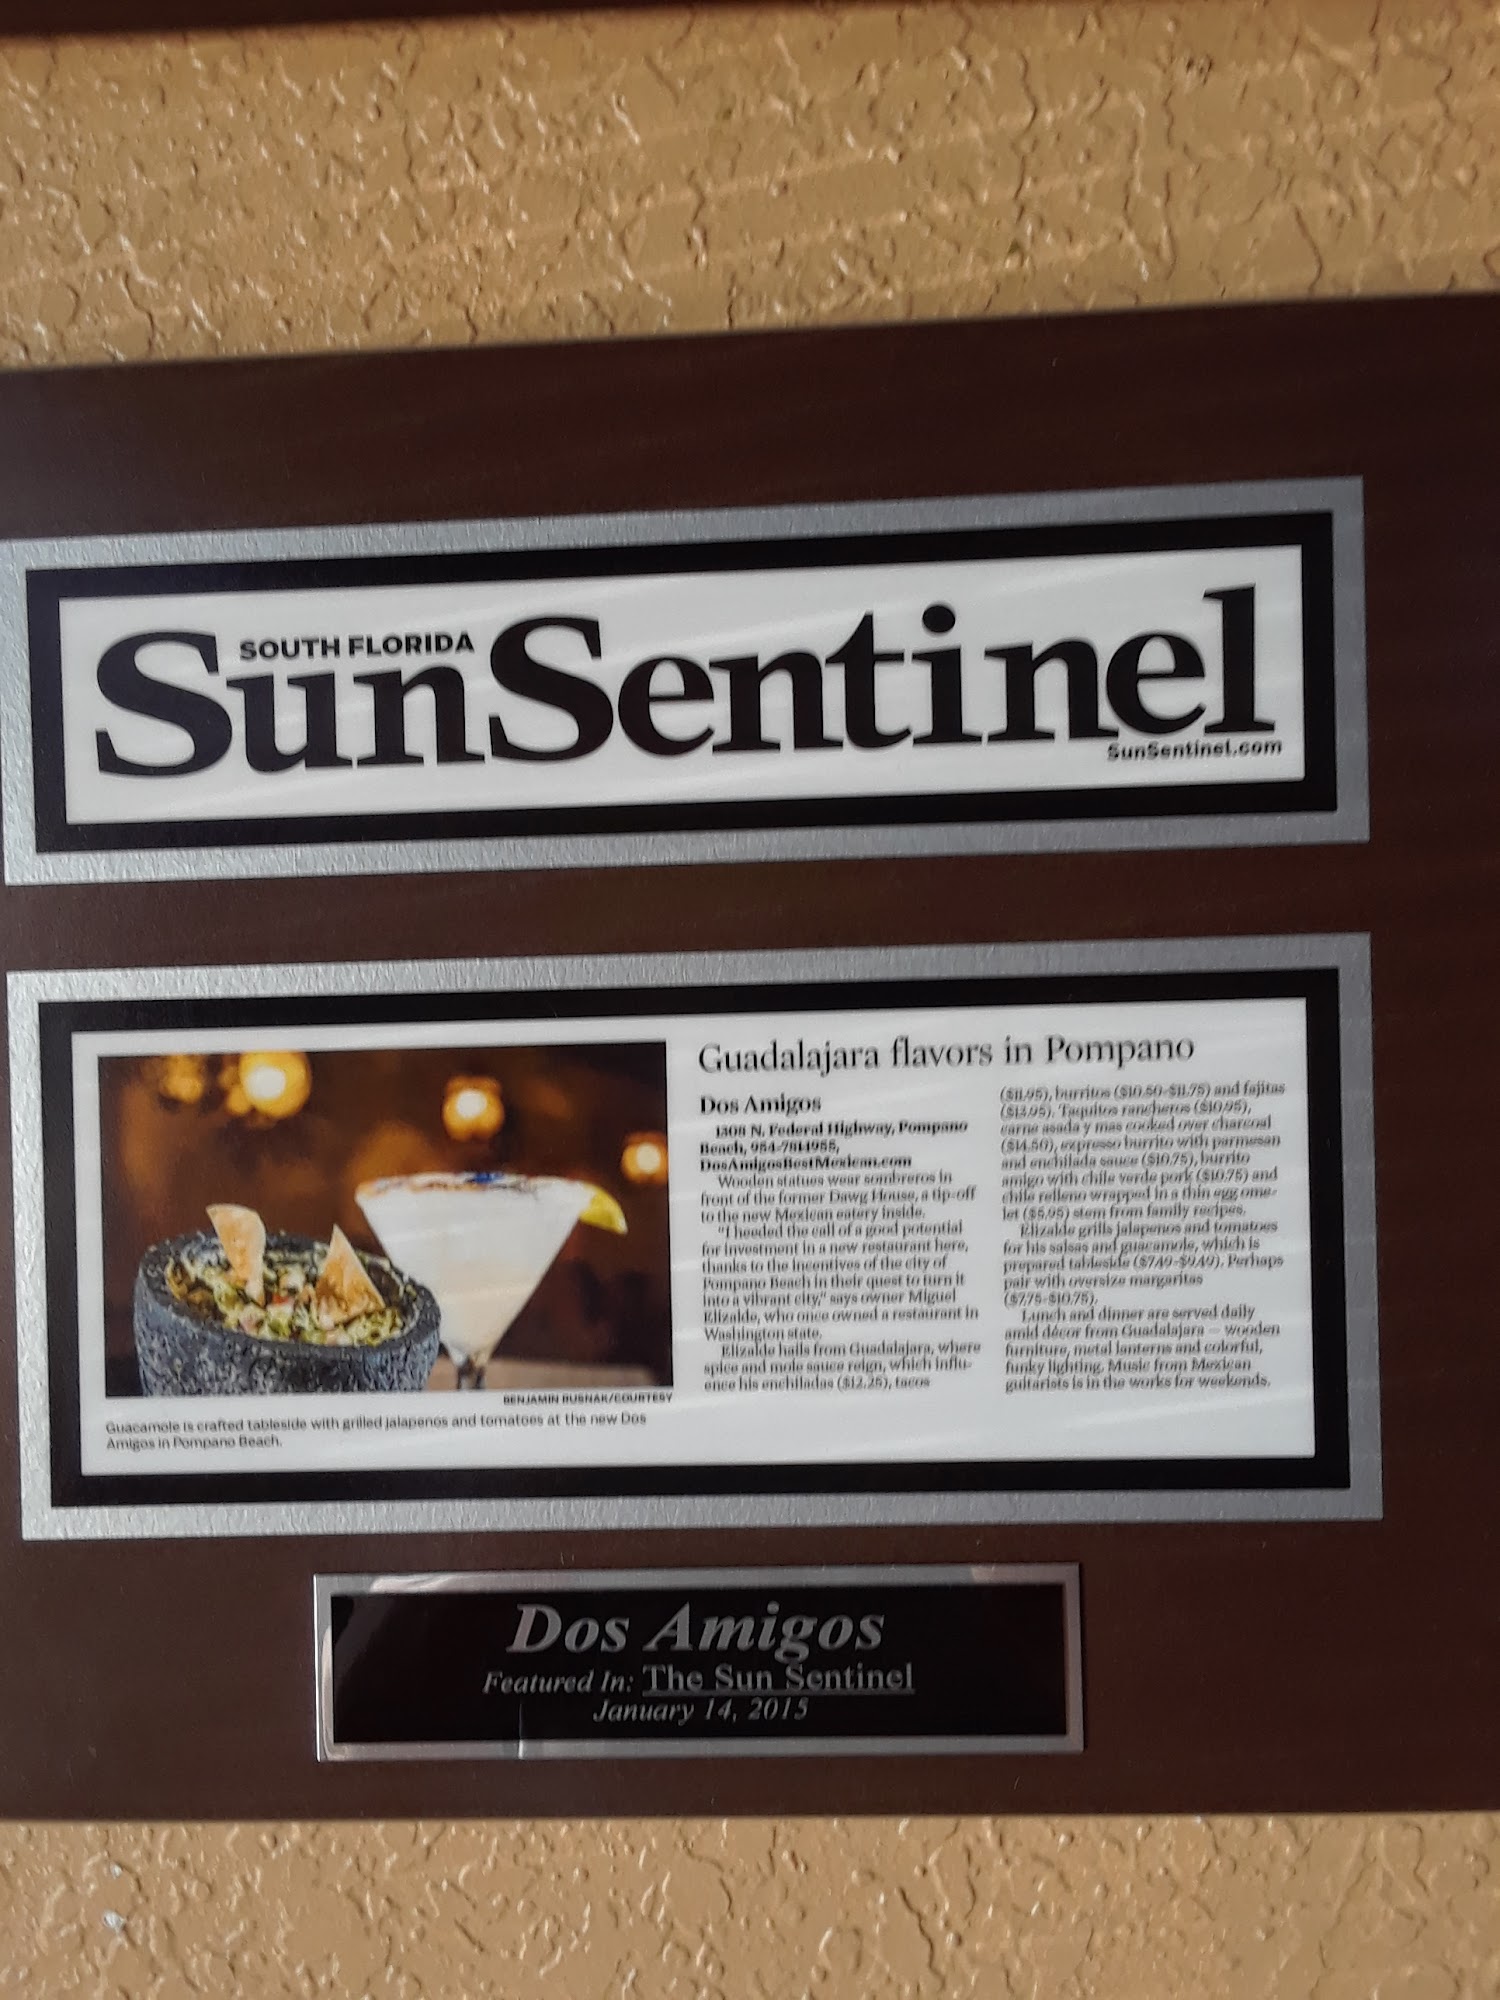 SOUTH FLORIDA
SunSentinel
SunSentinel.com
Guadalajara flavors in Pompano
Dos Amigos
1308 N. Federal Highway, Pompano
Beach, 954-7814955,
DosAmigosBestMexican.com
Wooden statues wear sombreros in
front of the former Dawg House, a tip-off
to the new Mexican eatery inside.
"I heeded the call of a good potential
for investment in a new restaurant here,
thanks to the incentives of the city of
Pompano Beach in their quest to turn it
into a vibrant city," says owner Miguel
Elizalde, who once owned a restaurant in
Washington state.
Elizalde hails from Guadalajara, where
spice and mole sauce reign, which influ-
ence his enchiladas ($12.25), tacos
($11.95), burritos ($10.50-$11.75) and fajitas
($13.95). Taquitos rancheros ($10.95),
carne asada y mas cooked over charcoal
($14.50), expresso burrito with parmesan
and enchilada sauce ($10.75), burrito
amigo with chile verde pork ($10.75) and
chile relleno wrapped in a thin egg ome-
let ($5.95) stem from family recipes.
Elizalde grills jalapenos and tomatoes
for his salsas and guacamole, which is
prepared tableside ($7.49-$9.49). Perhaps
pair with oversize margaritas
($7.75-$10.75).
Lunch and dinner are served daily
amid décor from Guadalajara — wooden
furniture, metal lanterns and colorful,
funky lighting. Music from Mexican
guitarists is in the works for weekends.
BENJAMIN RUSNAK/COURTESY
Guacamole is crafted tableside with grilled jalapenos and tomatoes at the new Dos
Amigos in Pompano Beach.
Dos Amigos
Featured In: The Sun Sentinel
January 14, 2015